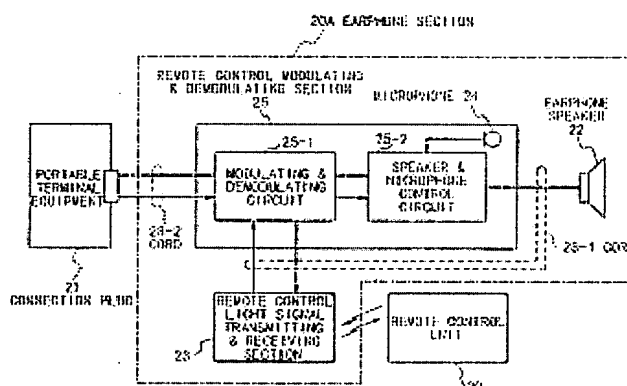 20A EARPHONE SECTION
REMOTE CONTROL MODULATING
& DEMODULATING SECTION
25
MICROPHONE 24
EARPHONE
SPEAKER
22
25-1
25-2
PORTABLE
TERMINAL
EQUIPMENT
MODULATING &
DEMODULATING
CIRCUIT
SPEAKER &
MICROPHONE
CONTROL
CIRCUIT
CORD
21
CONNECTION PLUG
REMOTE CONTROL
LIGHT SIGNAL
TRANSMITTING
& RECEIVING
SECTION
23
REMOTE CONTROL
UNIT